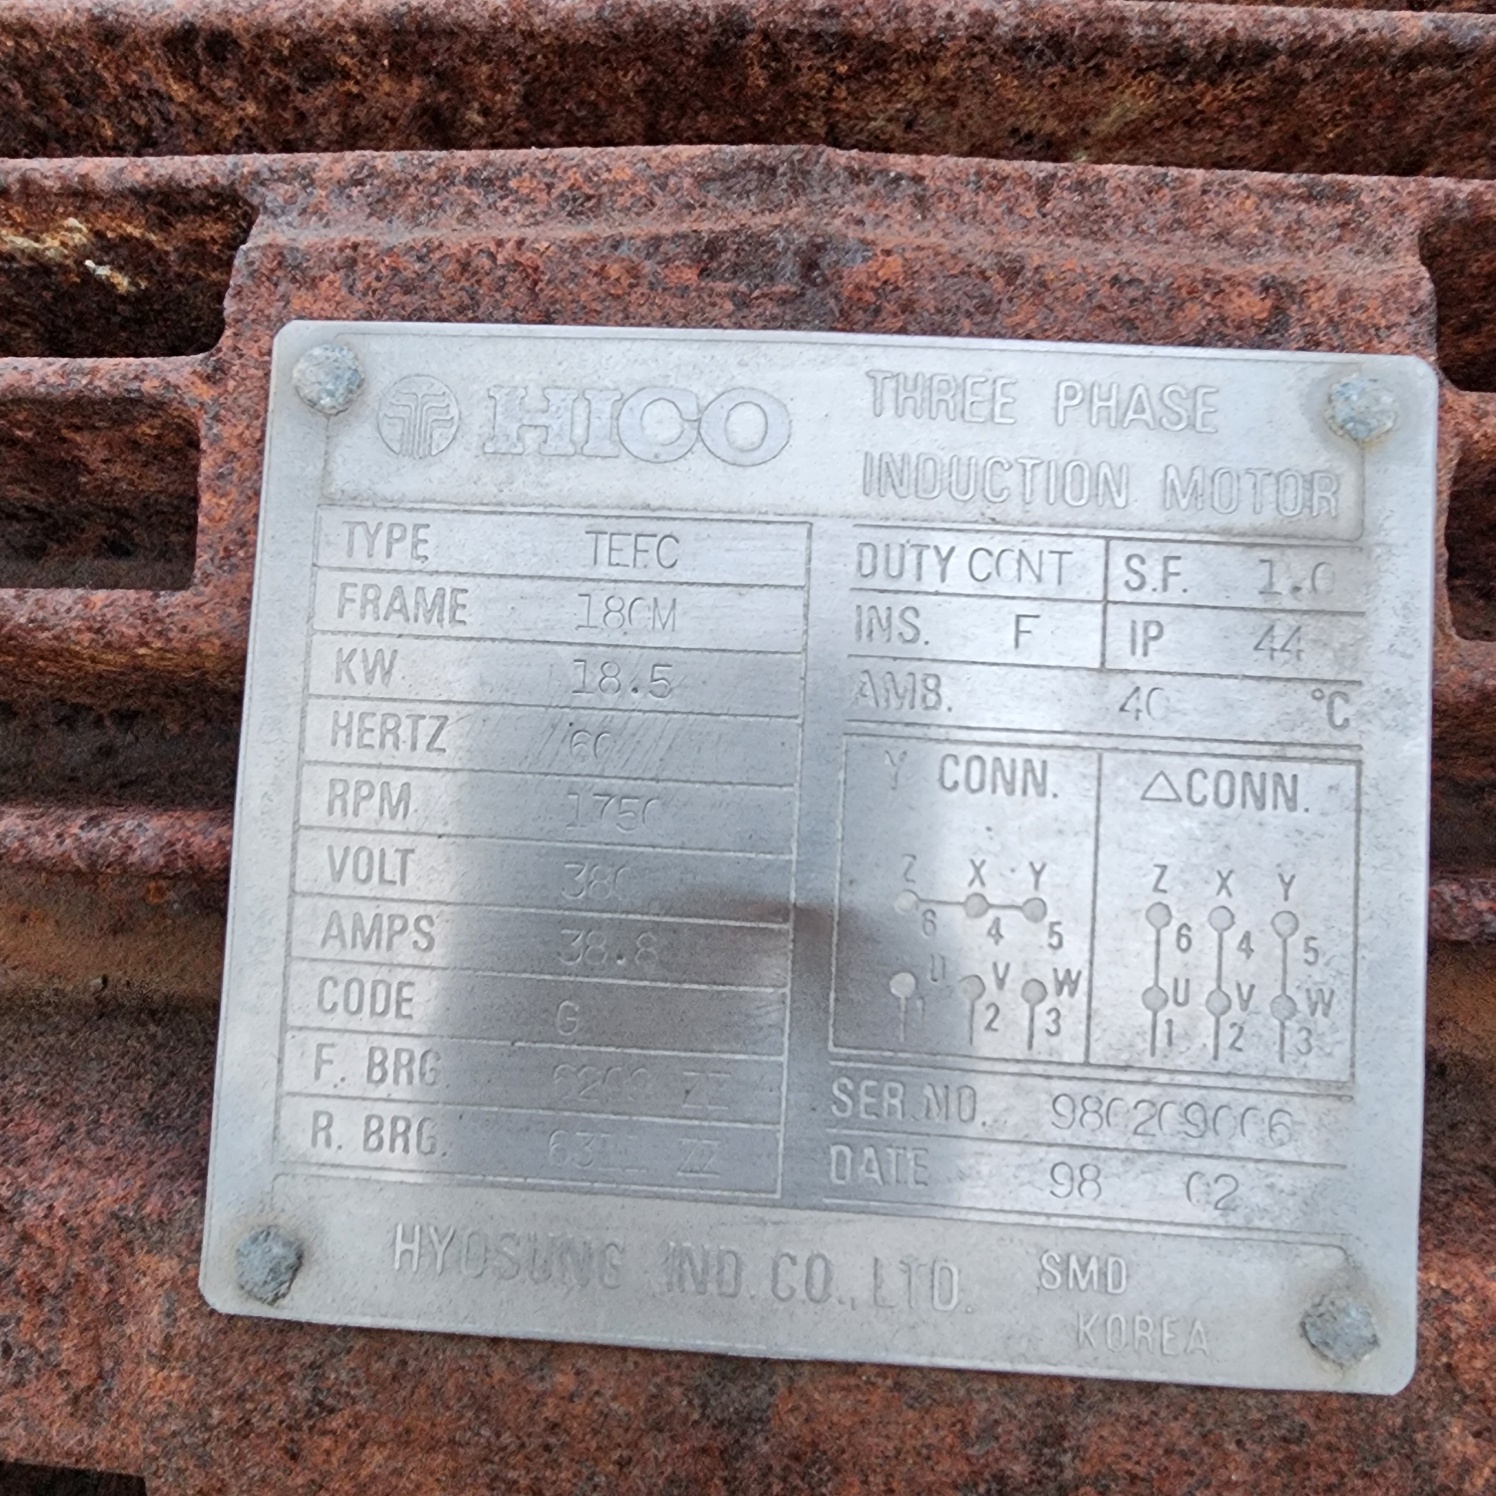 HICO
THREE PHASE
INDUCTION MOTOR
TYPE TEFC
FRAME 180M
KW 18.5
HERTZ 60
RPM 1750
VOLT 380
AMPS 38.8
CODE G
F. BRG. ZZ
R. BRG. 6311 ZZ
DUTY CONT S.F. 1.0
INS. F IP 44
AMB. 40 °C
Y CONN. △CONN.
Z X Y Z X Y
6 4 5 6 4 5
U V W U V W
1 2 3 1 2 3
SER.NO. 980209006
DATE 98 02
HYOSUNG IND. CO., LTD. SMD
KOREA